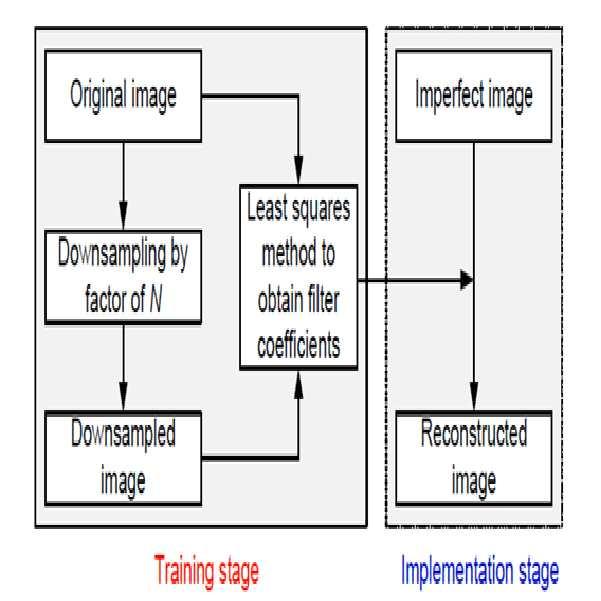 Original image
Imperfect image
Least squares
method to
obtain filter
coefficients
Downsampling by
factor of N
Downsampled
image
Reconstructed
image
Training stage
Implementation stage